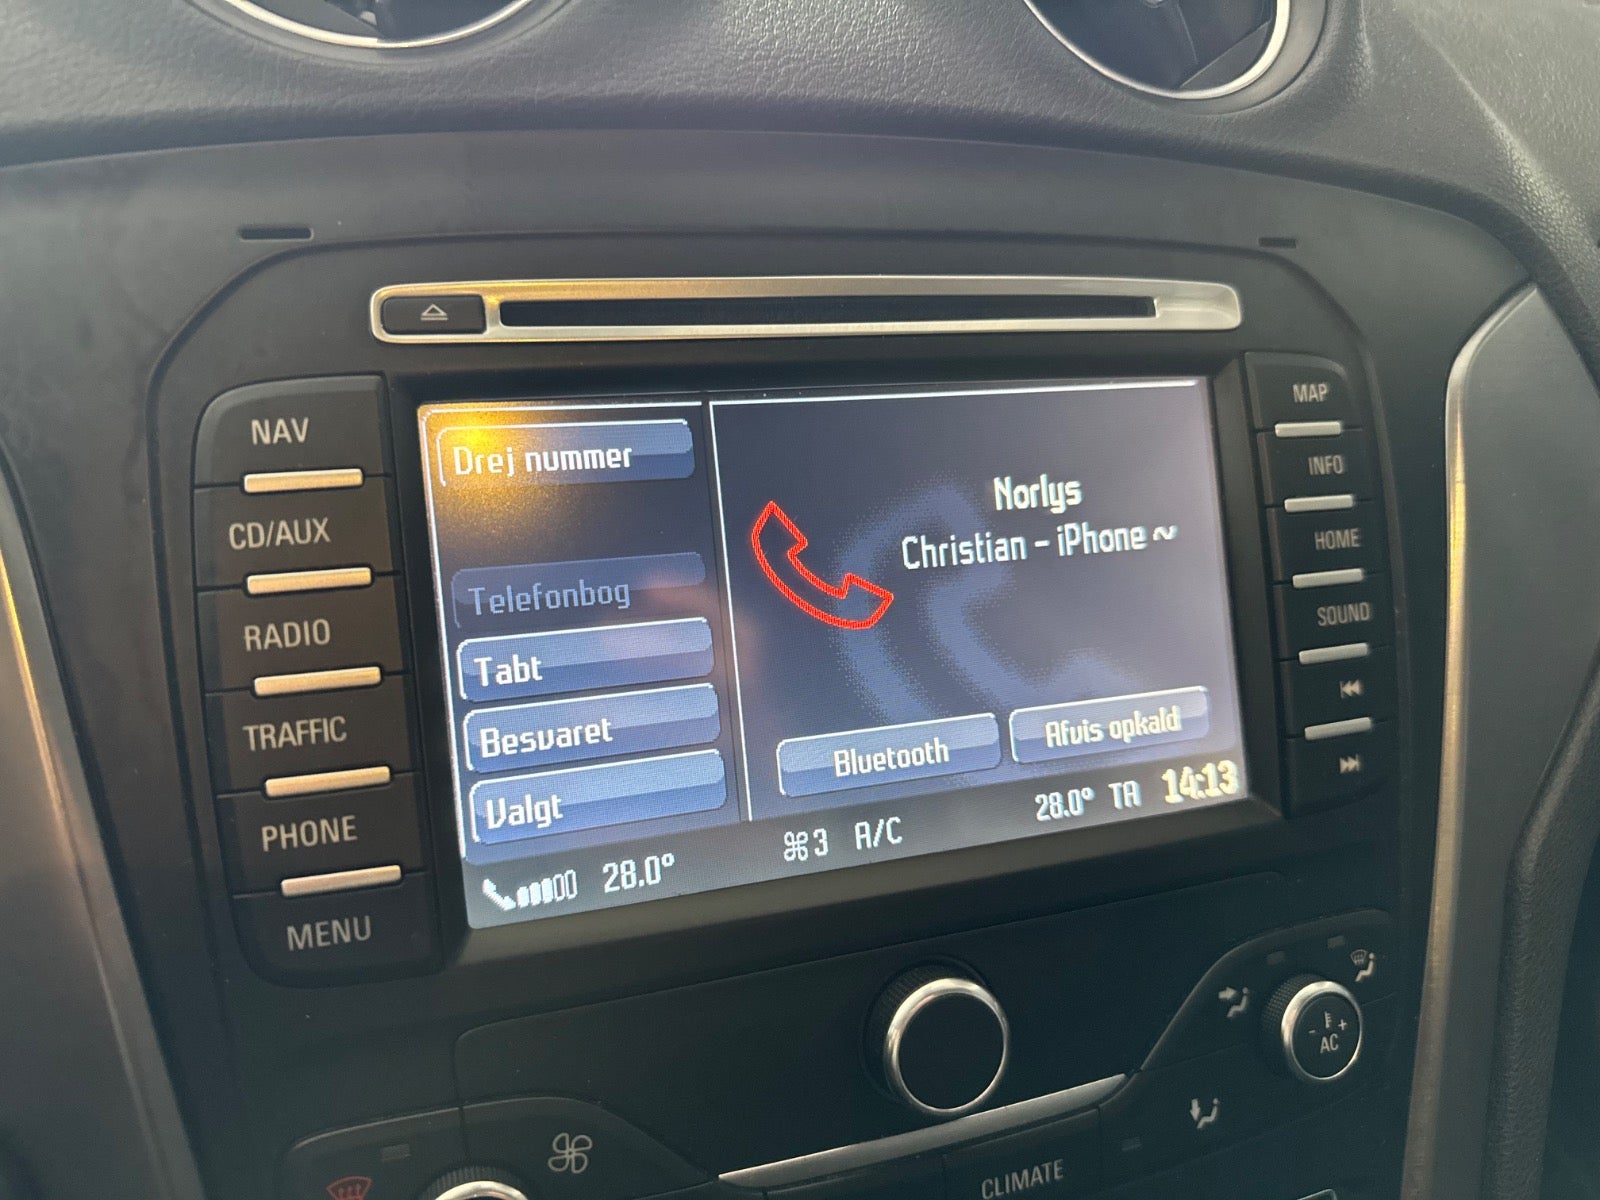 NAV
CD/AUX
RADIO
TRAFFIC
PHONE
MENU
Drej nummer
Telefonbog
Tabt
Besvaret
Valgt
Norlys
Christian - iPhone ~
Bluetooth
Afvis opkald
28.0°
3 A/C
28.0° TA 14:13
MAP
INFO
HOME
SOUND
- E +
AC
CLIMATE